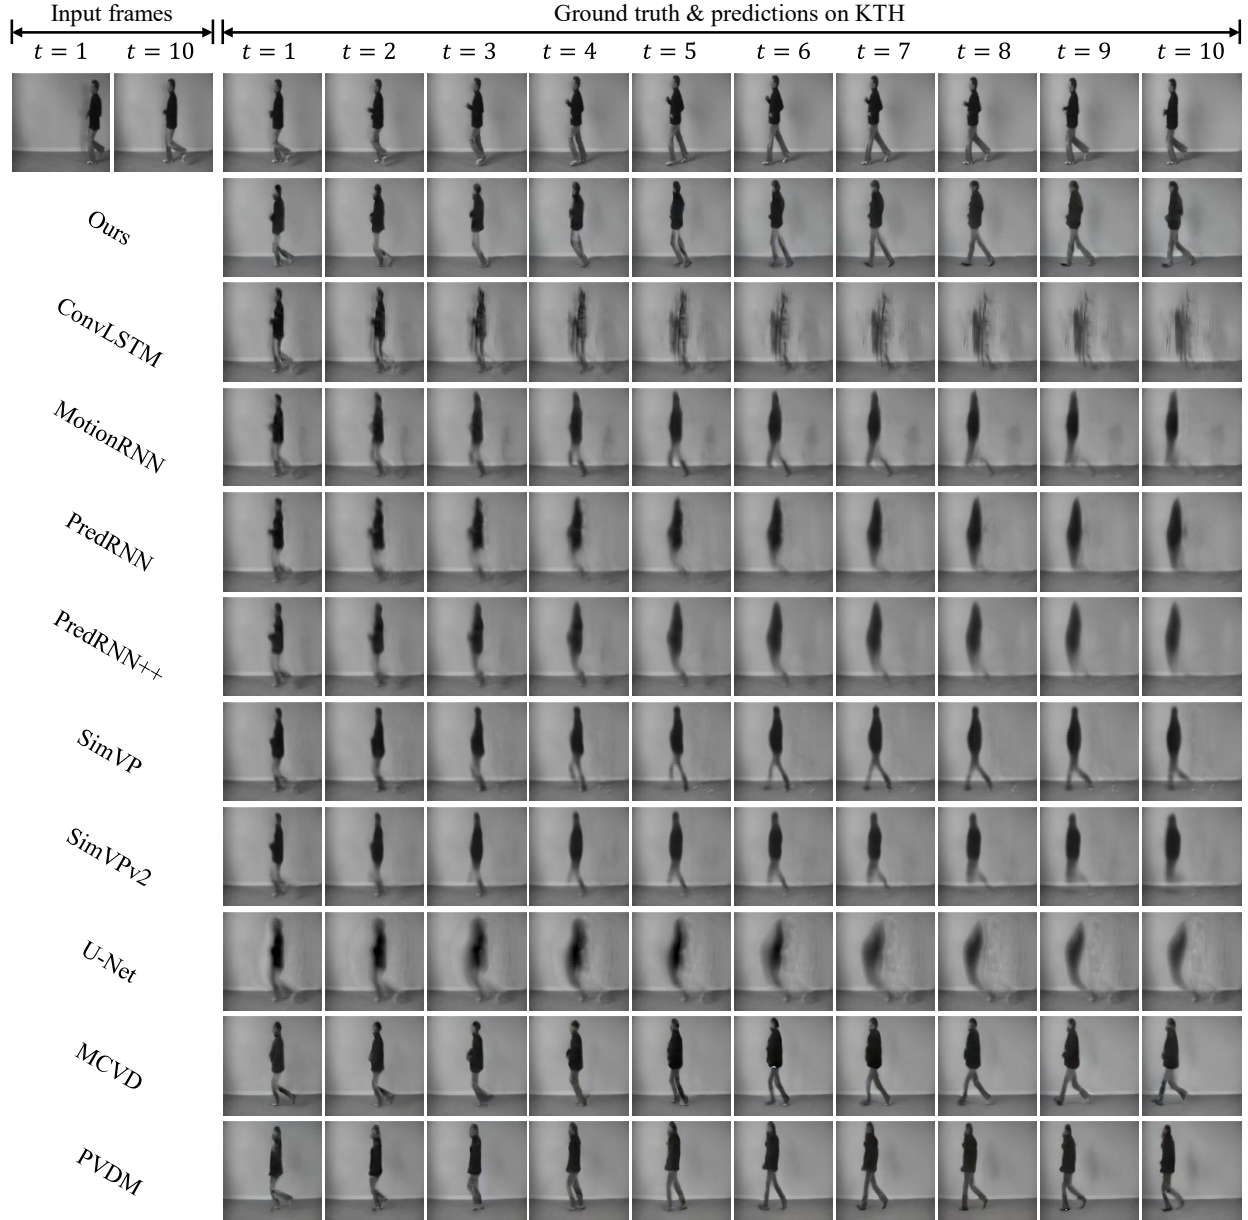 Input frames
Ground truth & predictions on KTH
t = 1
t = 10
t = 1
t = 2
t = 3
t = 4
t = 5
t = 6
t = 7
t = 8
t = 9
t = 10
Ours
ConvLSTM
MotionRNN
PredRNN
PredRNN++
SimVP
SimVPv2
U-Net
MCVD
PVDM